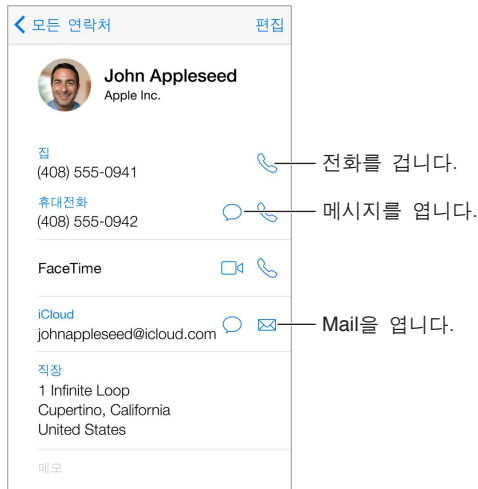 모든 연락처
편집
John Appleseed
Apple Inc.
집
(408) 555-0941
전화를 겁니다.
휴대전화
(408) 555-0942
메시지를 엽니다.
FaceTime
iCloud
johnappleseed@icloud.com
Mail을 엽니다.
직장
1 Infinite Loop
Cupertino, California
United States
메모